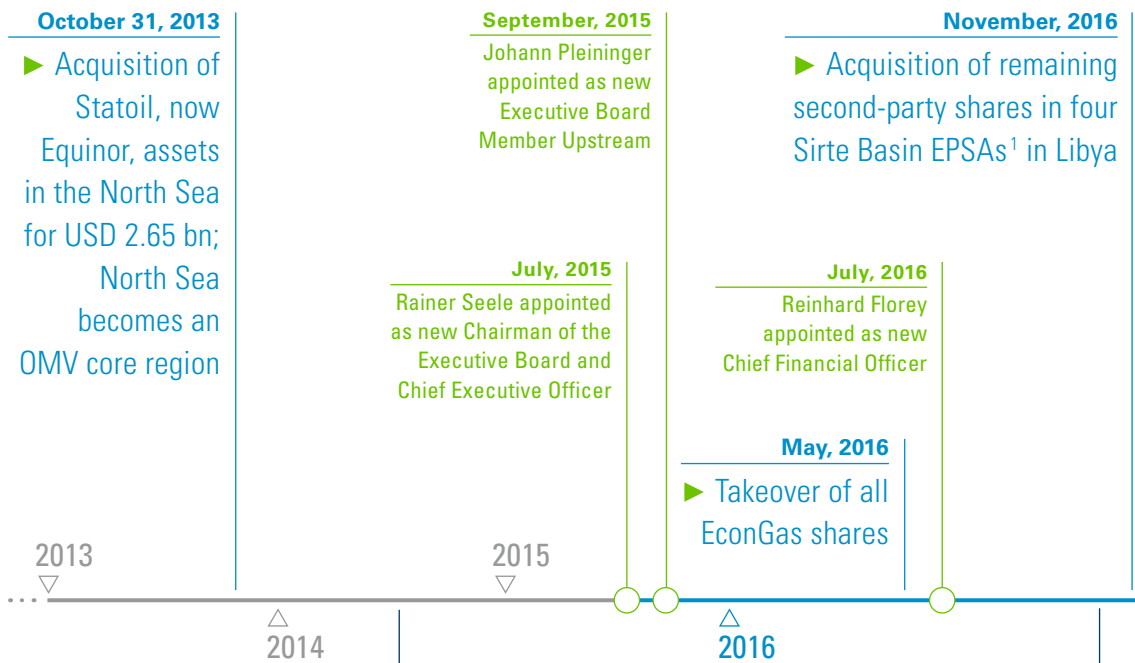 October 31, 2013
► Acquisition of
Statoil, now
Equinor, assets
in the North Sea
for USD 2.65 bn;
North Sea
becomes an
OMV core region
September, 2015
Johann Pleininger
appointed as new
Executive Board
Member Upstream
November, 2016
► Acquisition of remaining
second-party shares in four
Sirte Basin EPSAs¹ in Libya
July, 2015
Rainer Seele appointed
as new Chairman of the
Executive Board and
Chief Executive Officer
July, 2016
Reinhard Florey
appointed as new
Chief Financial Officer
May, 2016
► Takeover of all
EconGas shares
2013
2015
2014
2016